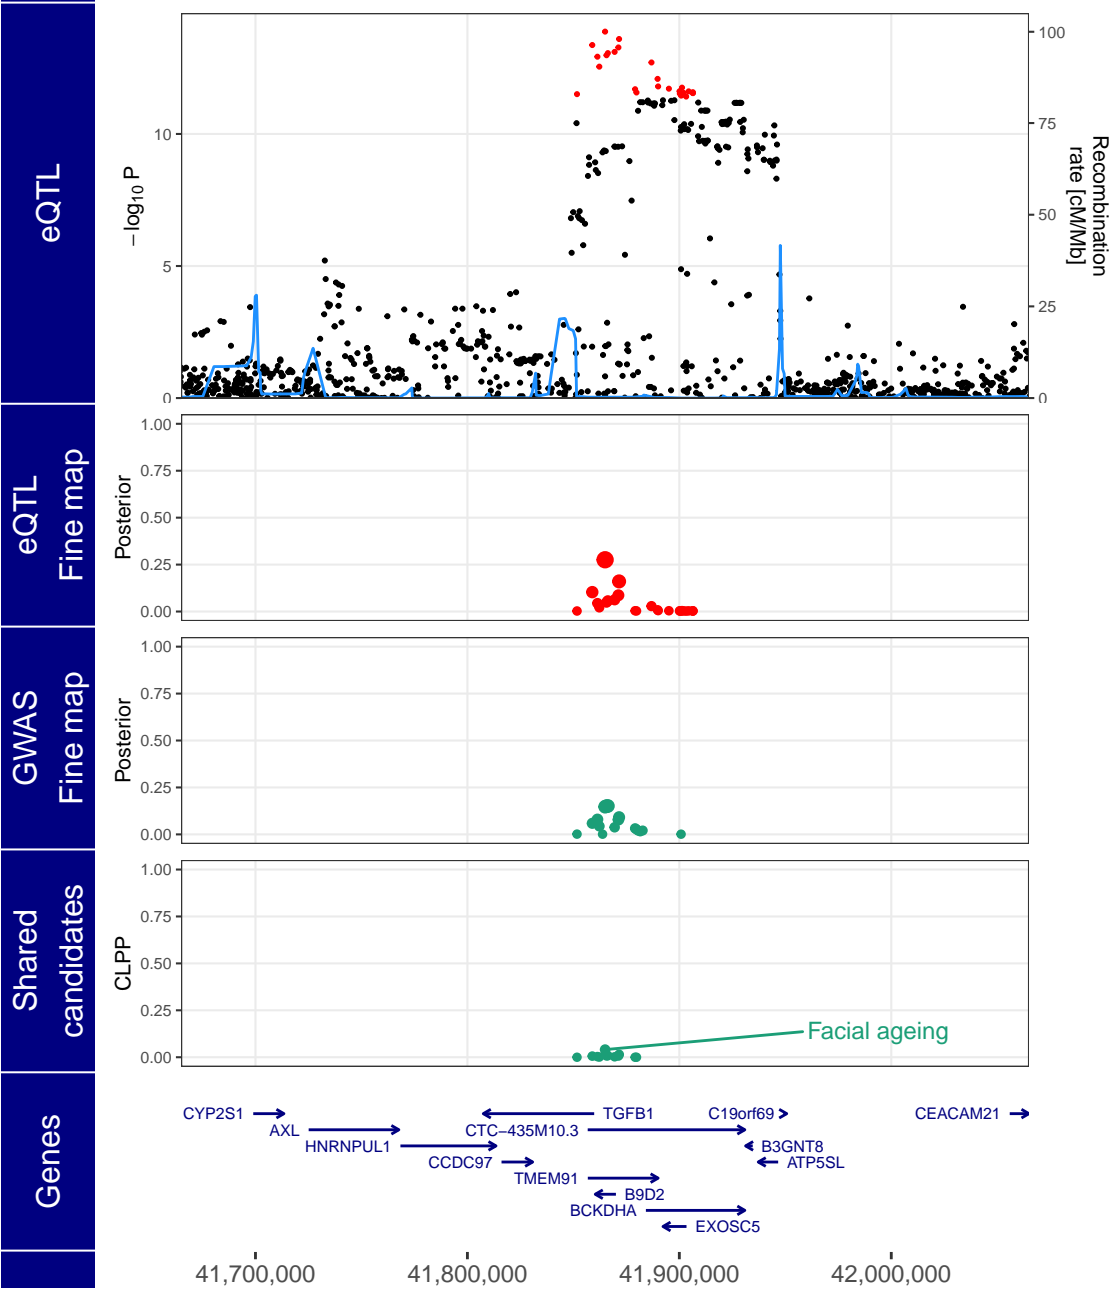 eQTL
−log10 P
10
5
0
100
75
50
25
0
Recombination
rate [cM/Mb]
eQTL
Fine map
Posterior
1.00
0.75
0.50
0.25
0.00
GWAS
Fine map
Posterior
1.00
0.75
0.50
0.25
0.00
Shared
candidates
CLPP
1.00
0.75
0.50
0.25
0.00
Facial ageing
Genes
CYP2S1
TGFB1
C19orf69
CEACAM21
AXL
CTC−435M10.3
HNRNPUL1
B3GNT8
CCDC97
ATP5SL
TMEM91
B9D2
BCKDHA
EXOSC5
41,700,000
41,800,000
41,900,000
42,000,000